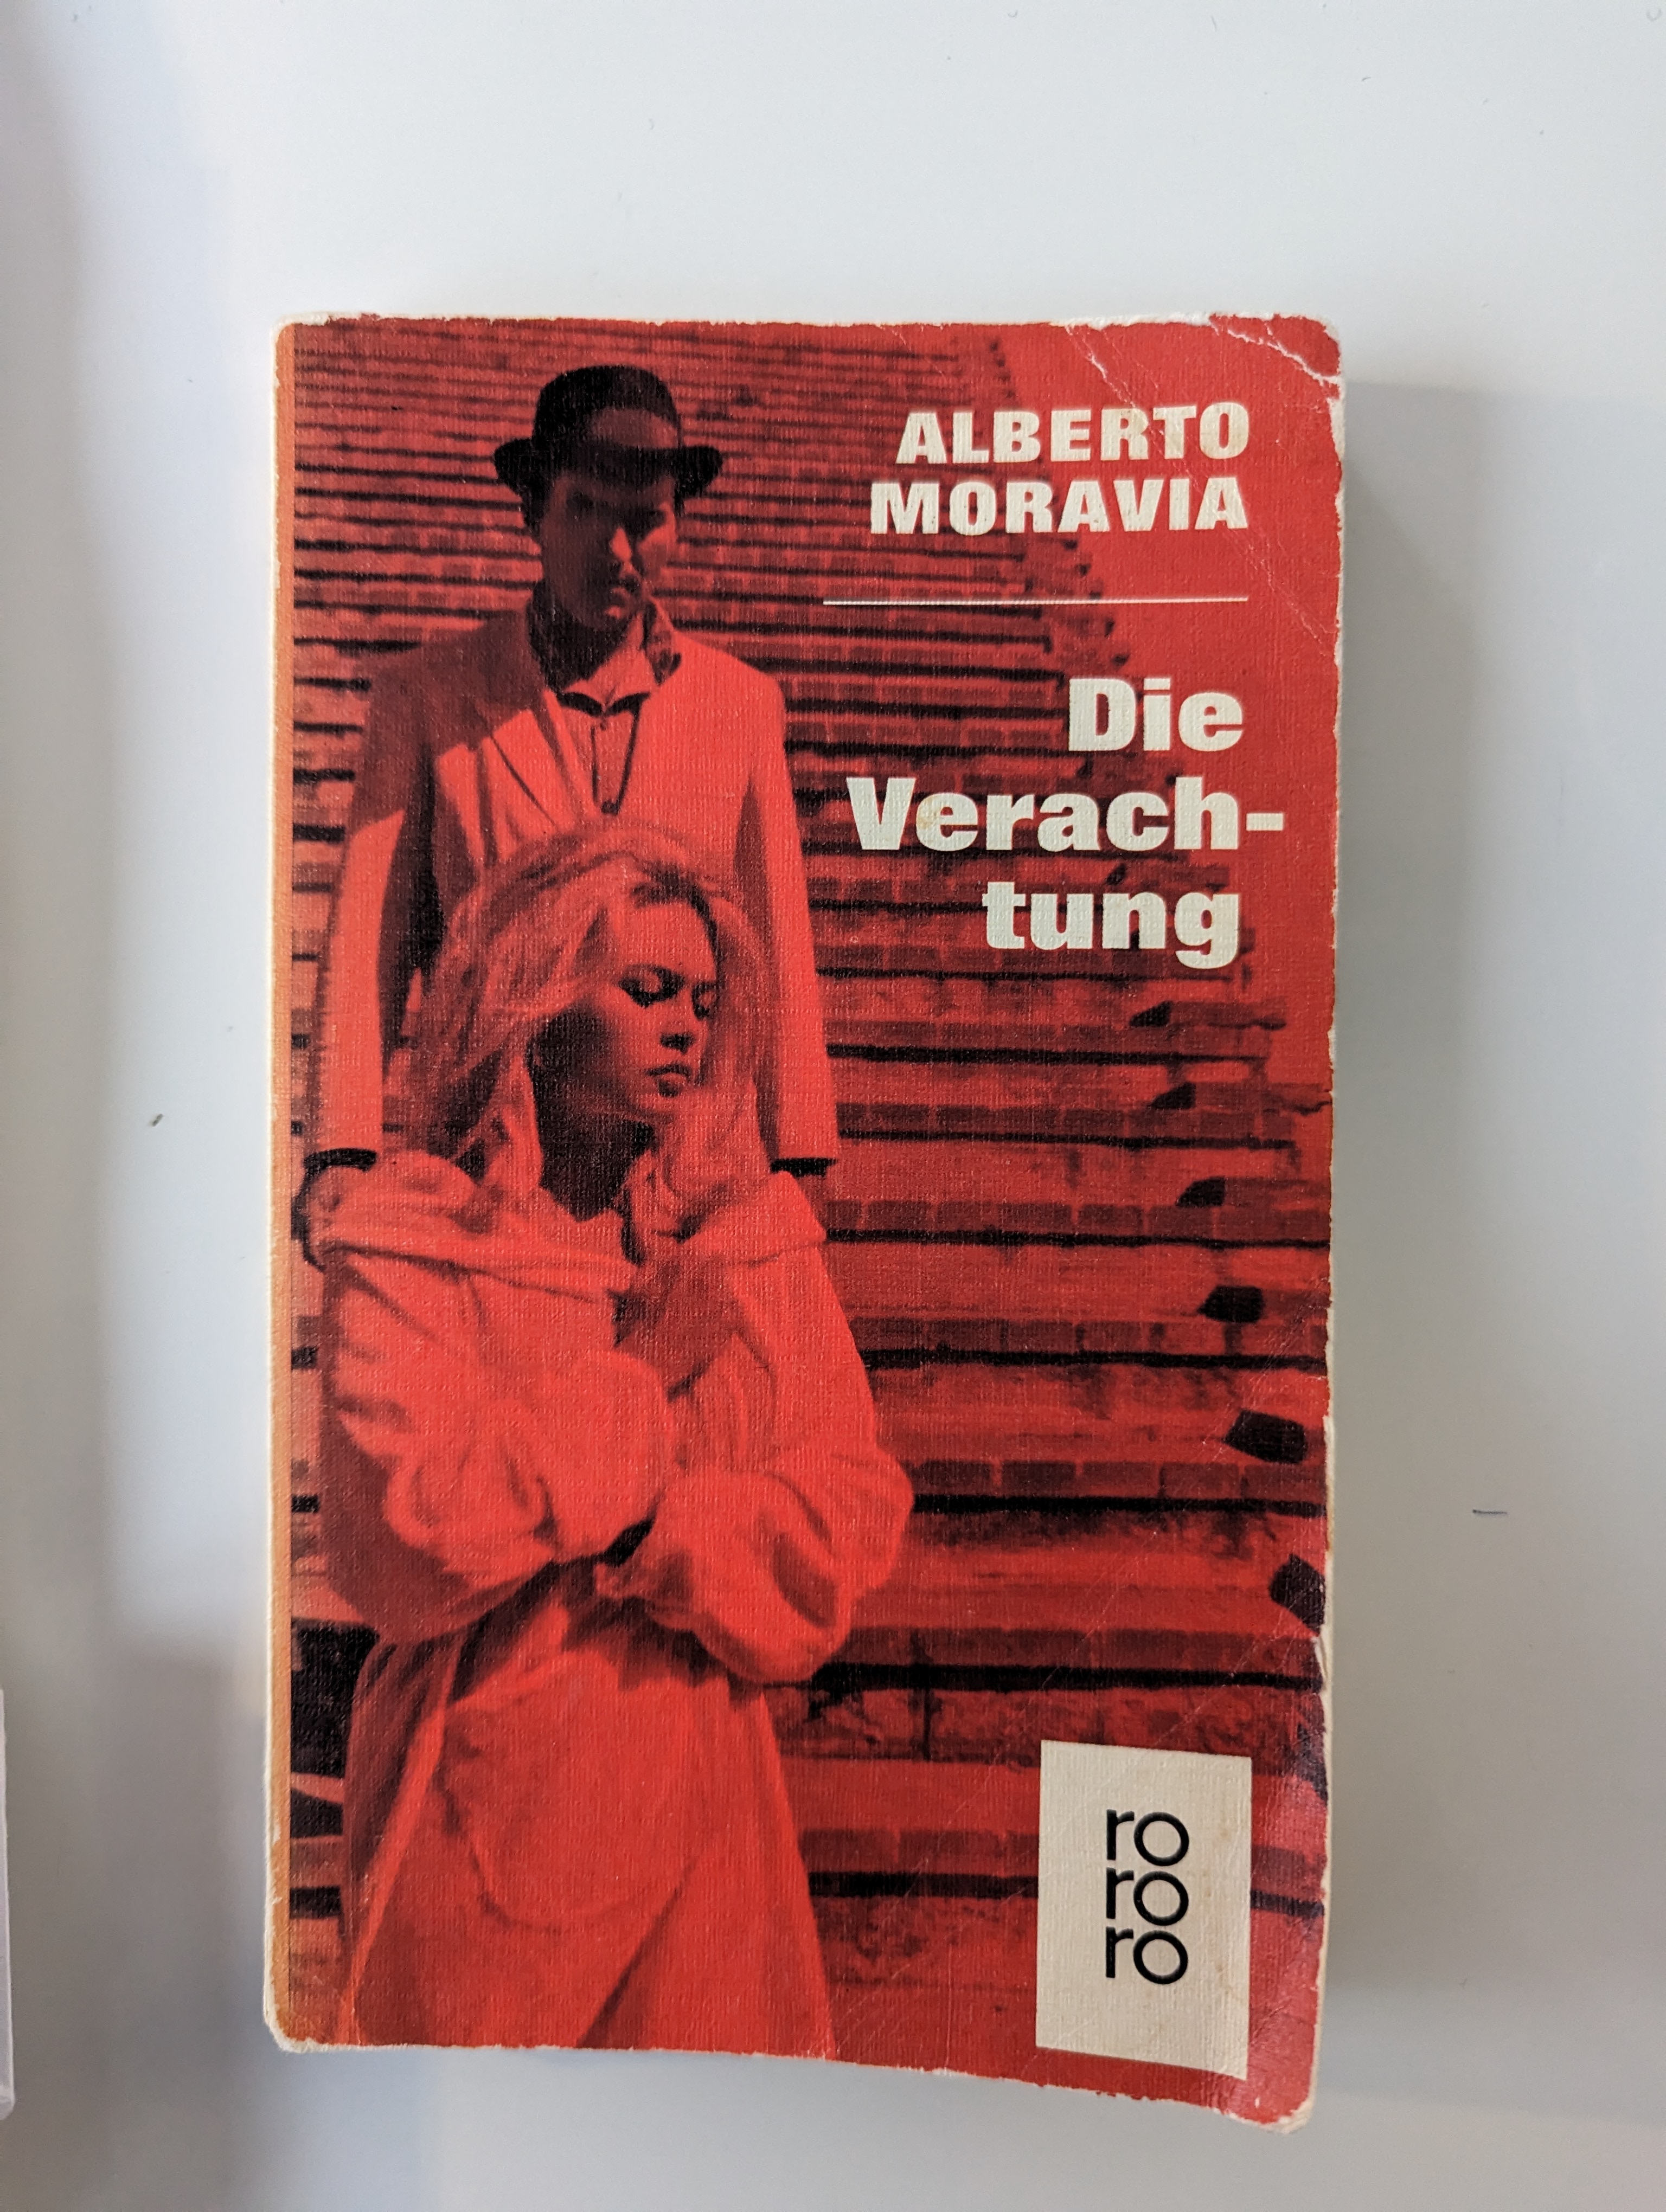 ALBERTO
MORAVIA
Die
Verach-
tung
ro
ro
ro